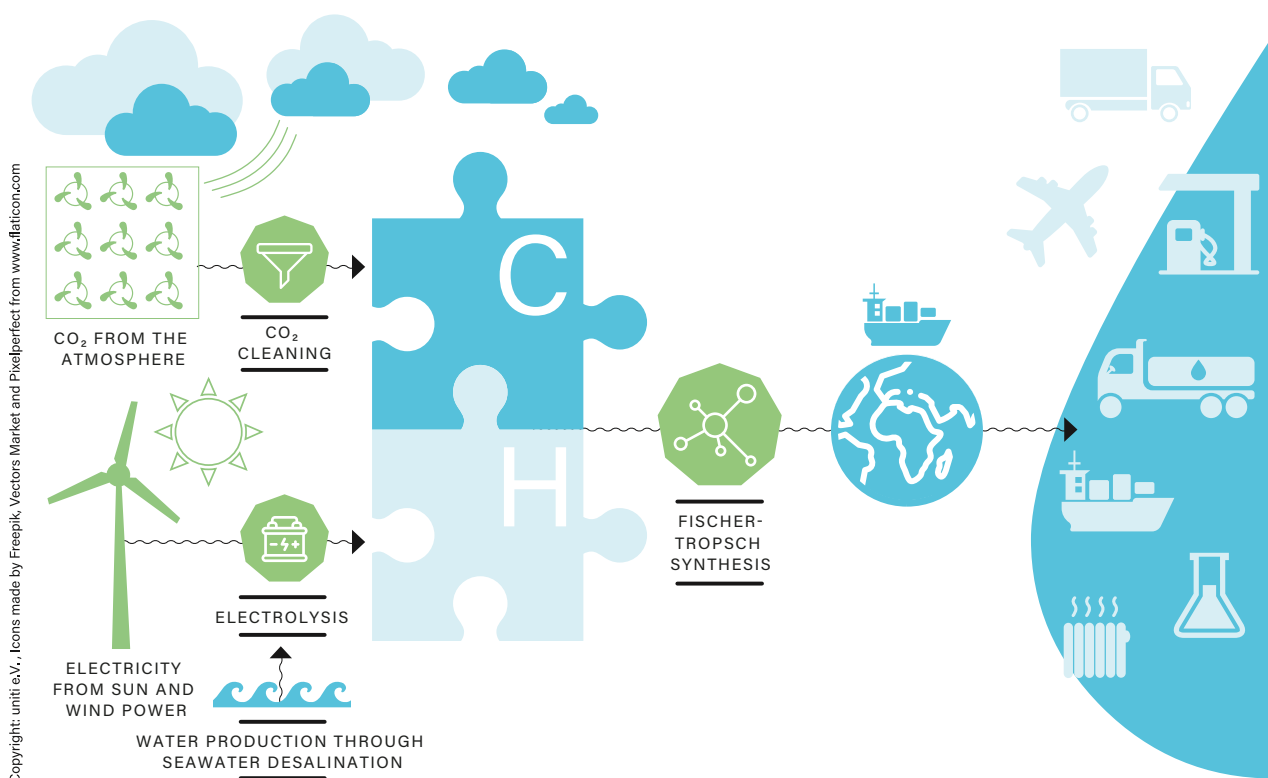 CO₂ FROM THE
ATMOSPHERE
CO₂
CLEANING
C
H
ELECTRICITY
FROM SUN AND
WIND POWER
ELECTROLYSIS
WATER PRODUCTION THROUGH
SEAWATER DESALINATION
FISCHER-
TROPSCH
SYNTHESIS
Copyright: uniti e.V., Icons made by Freepik, Vectors Market and Pixelperfect from www.flaticon.com